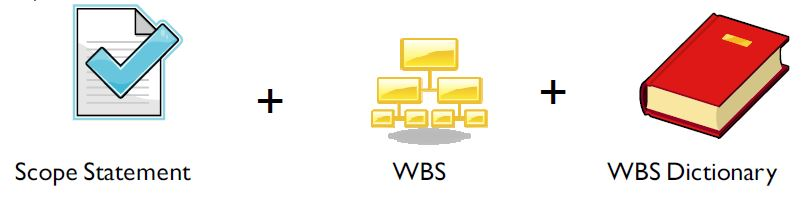 +
+
Scope Statement
WBS
WBS Dictionary